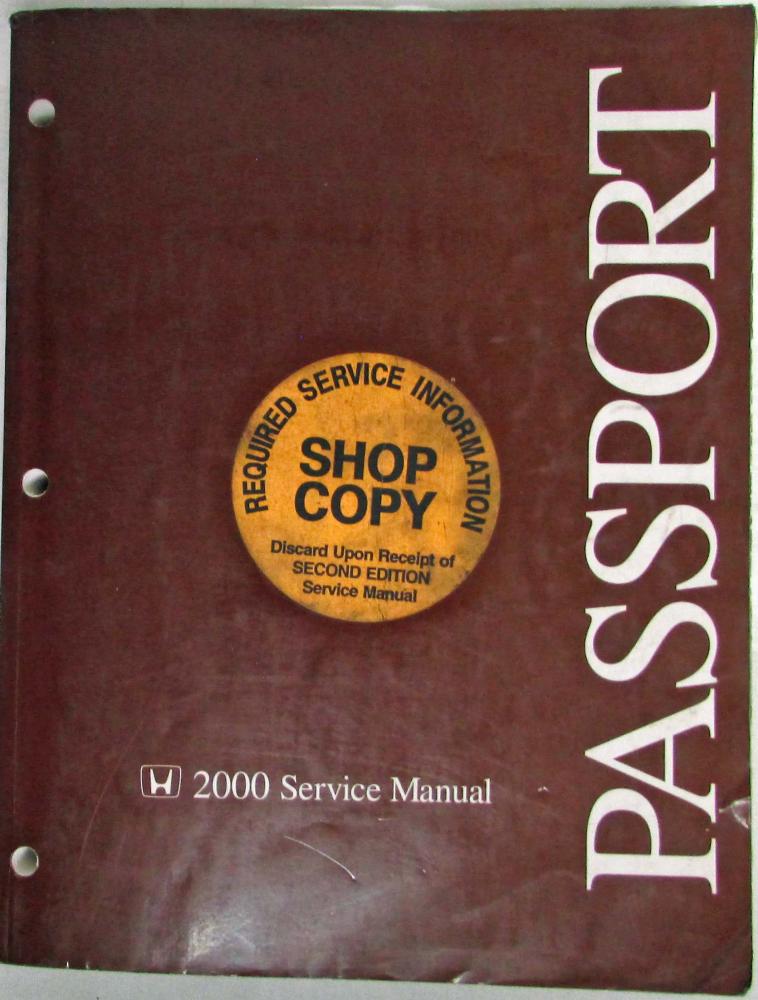 PASSPORT
REQUIRED SERVICE INFORMATION
SHOP
COPY
Discard Upon Receipt of
SECOND EDITION
Service Manual
2000 Service Manual